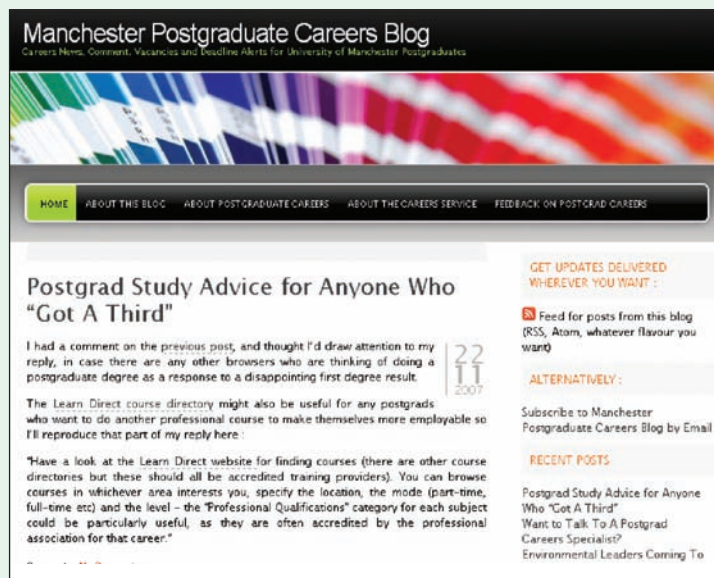 Manchester Postgraduate Careers Blog
Careers News, Comment, Vacancies and Deadline Alerts for University of Manchester Postgraduates
HOME ABOUT THIS BLOG ABOUT POSTGRADUATE CAREERS ABOUT THE CAREERS SERVICE FEEDBACK ON POSTGRAD CAREERS
Postgrad Study Advice for Anyone Who
“Got A Third”
22
11
2007
I had a comment on the previous post, and thought I'd draw attention to my
reply, in case there are any other browsers who are thinking of doing a
postgraduate degree as a response to a disappointing first degree result.
The Learn Direct course directory might also be useful for any postgrads
who want to do another professional course to make themselves more employable so
I'll reproduce that part of my reply here :
“Have a look at the Learn Direct website for finding courses (there are other course
directories but these should all be accredited training providers). You can browse
courses in whichever area interests you, specify the location, the mode (part-time,
full-time etc) and the level – the “Professional Qualifications” category for each subject
could be particularly useful, as they are often accredited by the professional
association for that career.”
GET UPDATES DELIVERED
WHEREVER YOU WANT :
Feed for posts from this blog
(RSS, Atom, whatever flavour you
want)
ALTERNATIVELY :
Subscribe to Manchester
Postgraduate Careers Blog by Email
RECENT POSTS
Postgrad Study Advice for Anyone
Who “Got A Third”
Want to Talk To A Postgrad
Careers Specialist?
Environmental Leaders Coming To